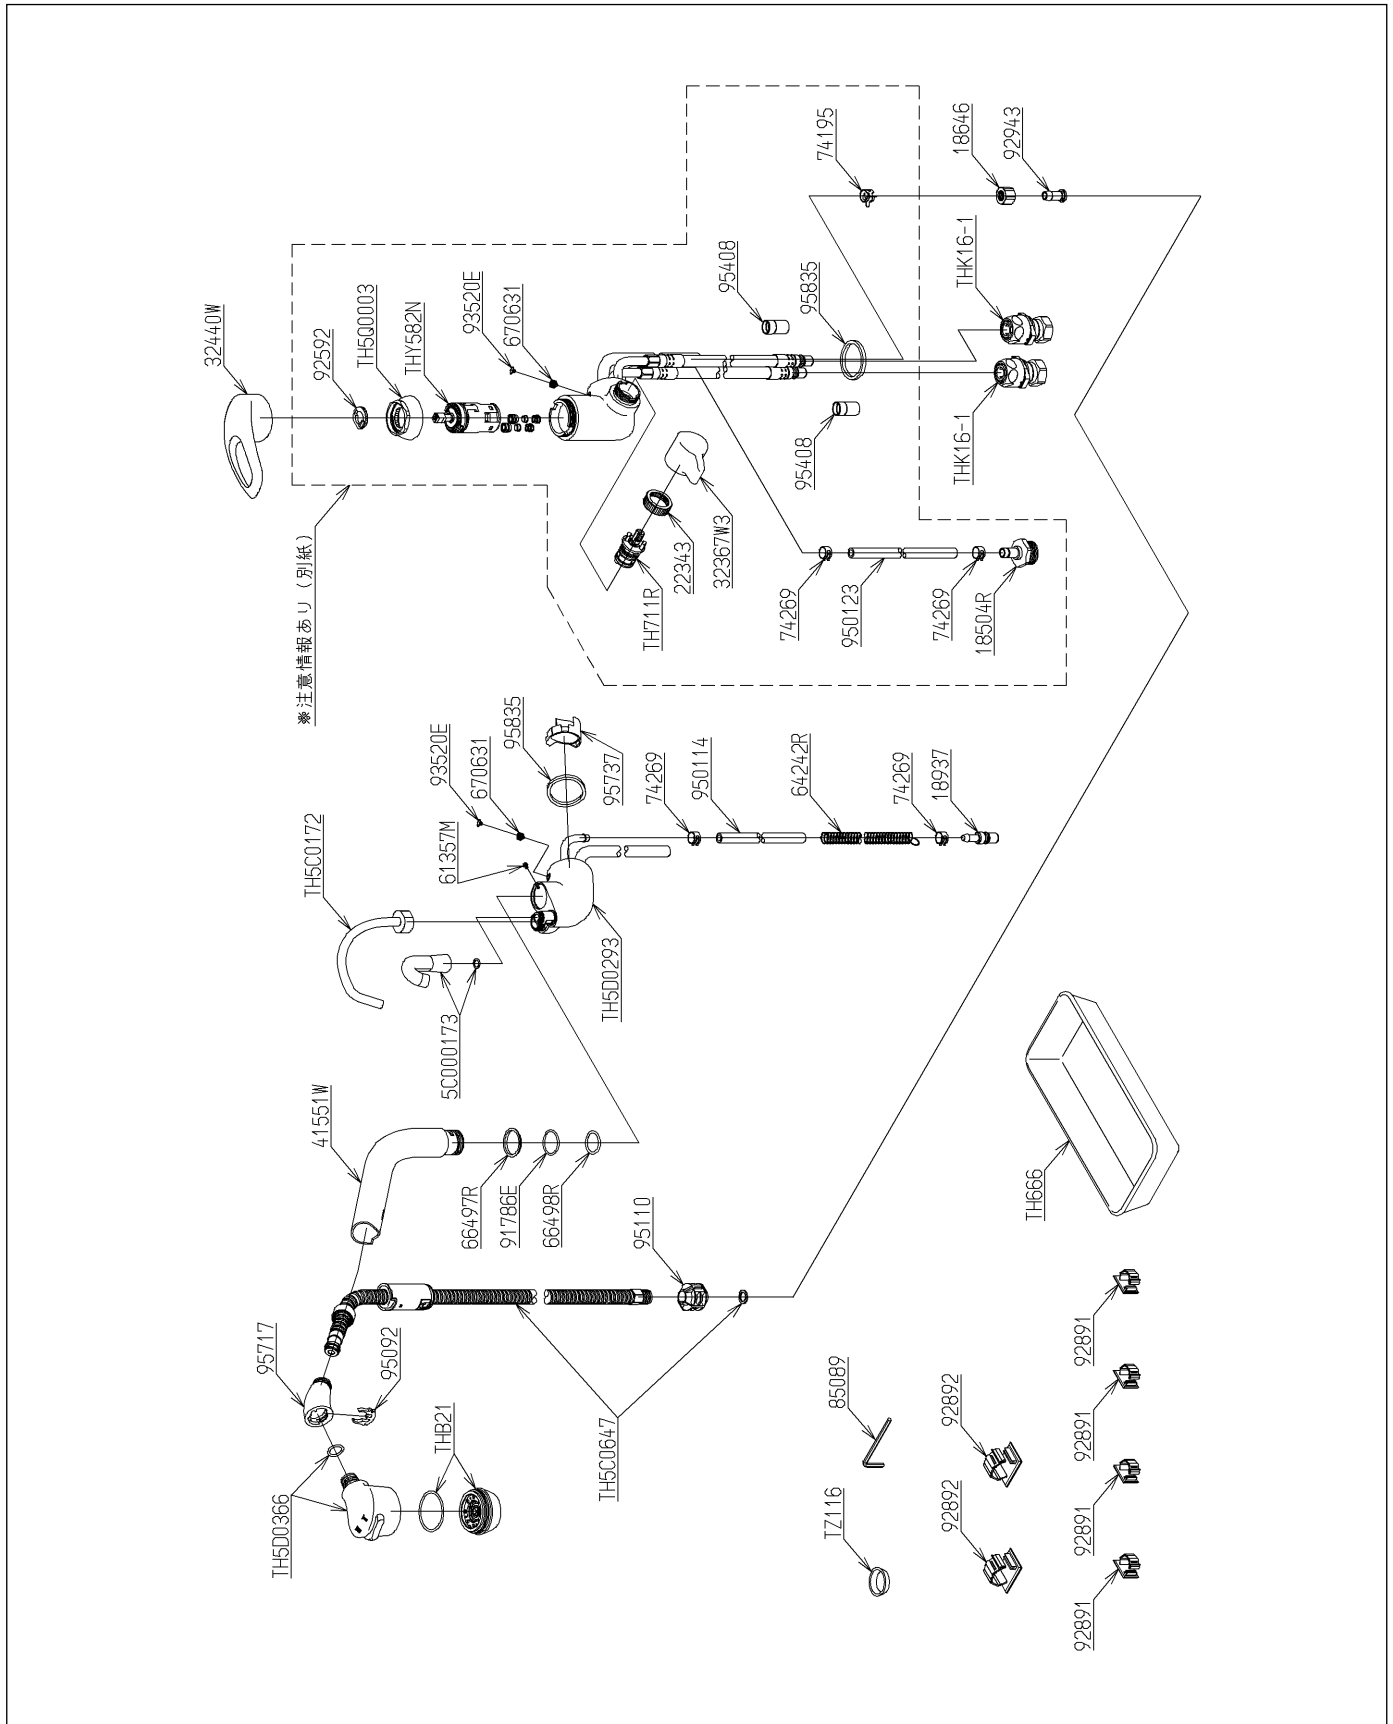 32440W
92592
TH5Q0003
THY582N
93520E
670631
95408
95835
74195
18646
92943
THK16-1
THK16-1
95408
※注意情報あり（別紙）
TH711R
22343
32367W3
74269
950123
74269
18504R
TH5C0172
61357M
670631
93520E
95835
95737
74269
950114
64242R
74269
18937
5C000173
TH5D0293
41551W
66497R
91786E
66498R
95110
95717
95092
TH5D0366
THB21
TH5C0647
TH666
85089
TZ116
92892
92892
92891
92891
92891
92891